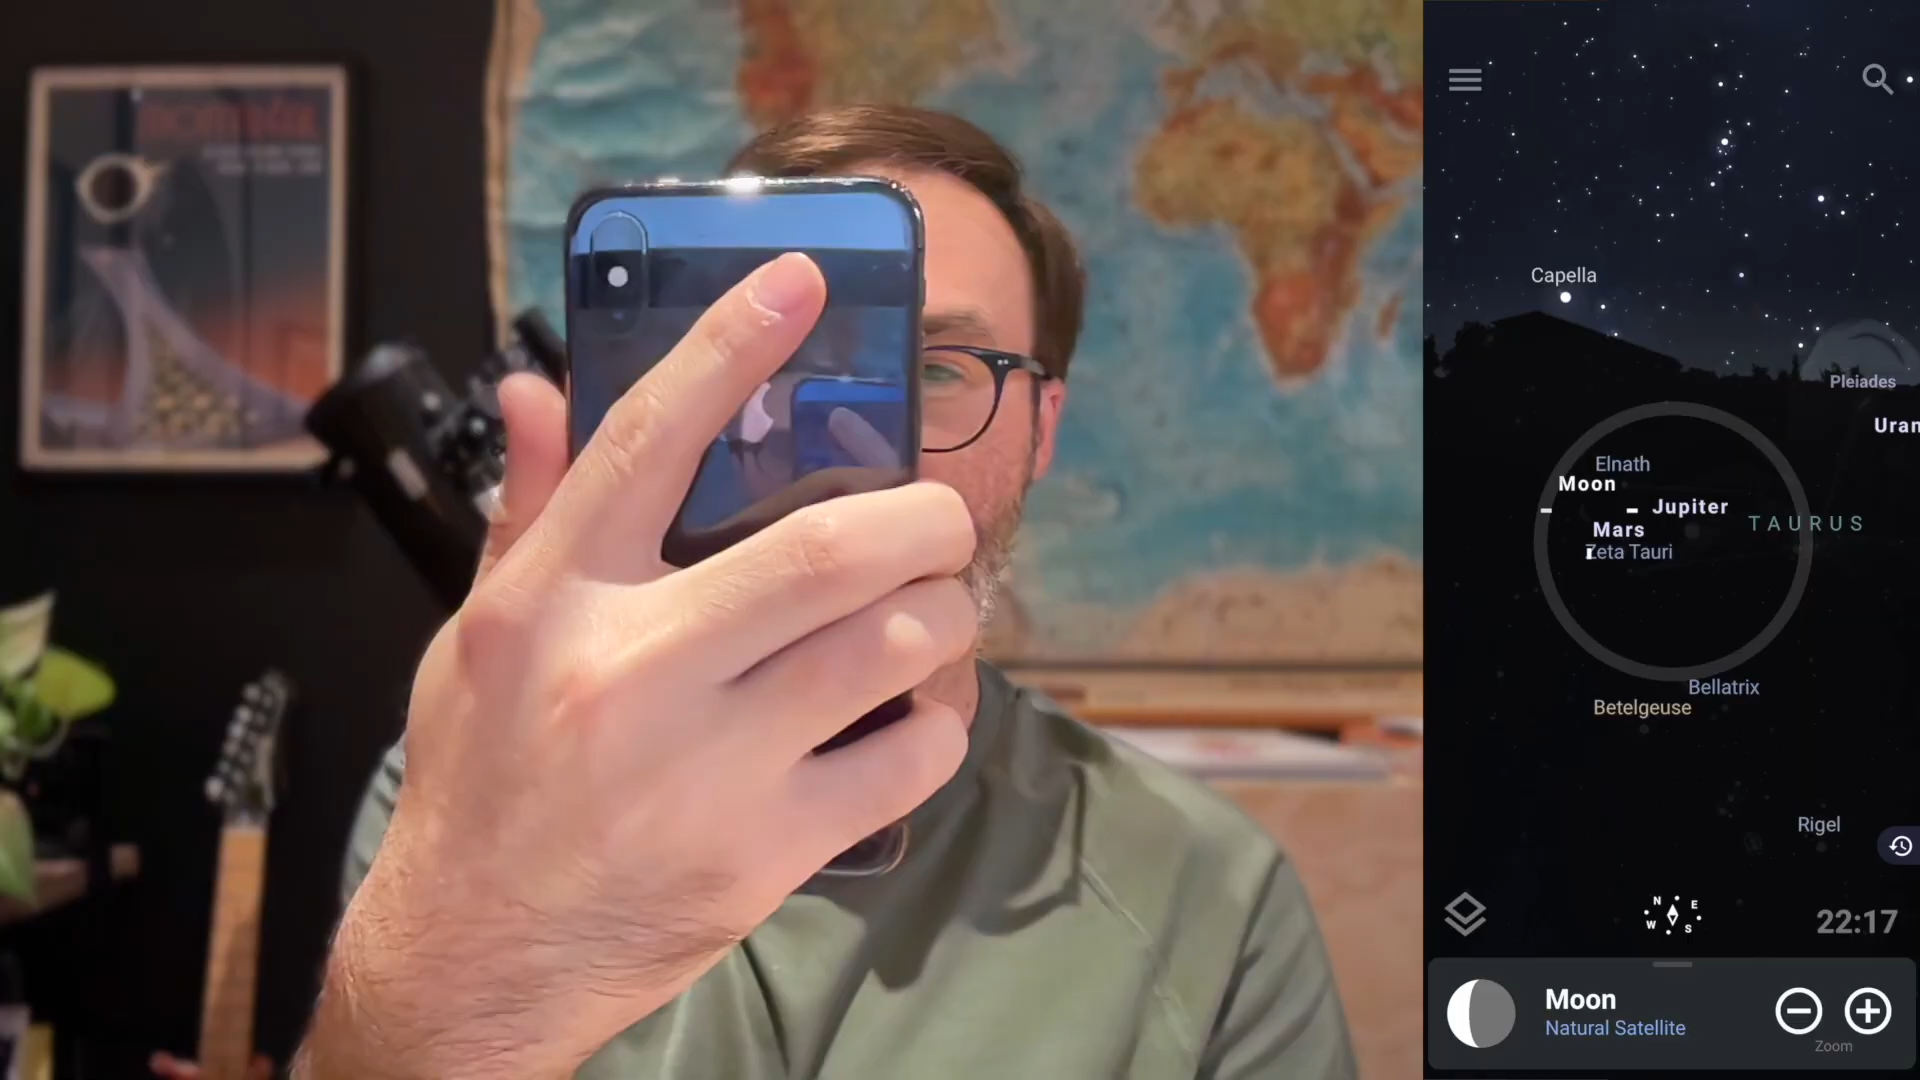 Capella
Pleiades
Uran
Elnath
Moon
Jupiter
TAURUS
Mars
Zeta Tauri
Bellatrix
Betelgeuse
Rigel
N E
W S
22:17
Moon
Natural Satellite
Zoom